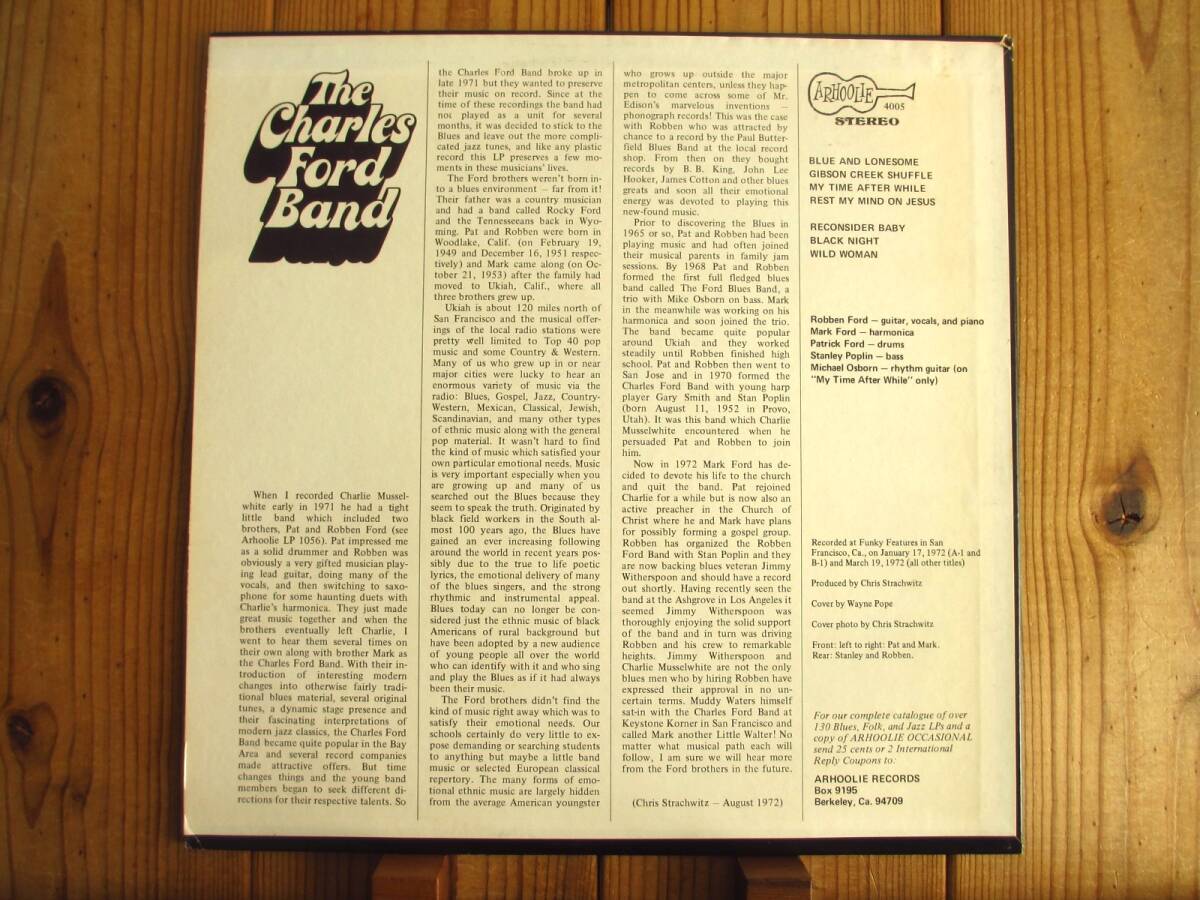 The
Charles
Ford
Band
When I recorded Charlie Mussel-
white early in 1971 he had a tight
little band which included two
brothers, Pat and Robben Ford (see
Arhoolie LP 1056). Pat impressed me
as a solid drummer and Robben was
obviously a very gifted musician play-
ing lead guitar, doing many of the
vocals, and then switching to saxo-
phone for some haunting duets with
Charlie's harmonica. They just made
great music together and when the
brothers eventually left Charlie, I
went to hear them several times on
their own along with brother Mark as
the Charles Ford Band. With their in-
troduction of interesting modern
changes into otherwise fairly tradi-
tional blues material, several original
tunes, a dynamic stage presence and
their fascinating interpretations of
modern jazz classics, the Charles Ford
Band became quite popular in the Bay
Area and several record companies
made attractive offers. But time
changes things and the young band
members began to seek different di-
rections for their respective talents. So
the Charles Ford Band broke up in
late 1971 but they wanted to preserve
their music on record. Since at the
time of these recordings the band had
not played as a unit for several
months, it was decided to stick to the
Blues and leave out the more compli-
cated jazz tunes, and like any plastic
record this LP preserves a few mo-
ments in these musicians' lives.
The Ford brothers weren't born in-
to a blues environment — far from it!
Their father was a country musician
and had a band called Rocky Ford
and the Tennesseeans back in Wyo-
ming. Pat and Robben were born in
Woodlake, Calif. (on February 19,
1949 and December 16, 1951 respec-
tively) and Mark came along (on Oc-
tober 21, 1953) after the family had
moved to Ukiah, Calif., where all
three brothers grew up.
Ukiah is about 120 miles north of
San Francisco and the musical offer-
ings of the local radio stations were
pretty well limited to Top 40 pop
music and some Country & Western.
Many of us who grew up in or near
major cities were lucky to hear an
enormous variety of music via the
radio: Blues, Gospel, Jazz, Country-
Western, Mexican, Classical, Jewish,
Scandinavian, and many other types
of ethnic music along with the general
pop material. It wasn't hard to find
the kind of music which satisfied your
own particular emotional needs. Music
is very important especially when you
are growing up and many of us
searched out the Blues because they
seem to speak the truth. Originated by
black field workers in the South al-
most 100 years ago, the Blues have
gained an ever increasing following
around the world in recent years pos-
sibly due to the true to life poetic
lyrics, the emotional delivery of many
of the blues singers, and the strong
rhythmic and instrumental appeal.
Blues today can no longer be con-
sidered just the ethnic music of black
Americans of rural background but
have been adopted by a new audience
of young people all over the world
who can identify with it and who sing
and play the Blues as if it had always
been their music.
The Ford brothers didn't find the
kind of music right away which was to
satisfy their emotional needs. Our
schools certainly do very little to ex-
pose demanding or searching students
to anything but maybe a little band
music or selected European classical
repertory. The many forms of emo-
tional ethnic music are largely hidden
from the average American youngster
who grows up outside the major
metropolitan centers, unless they hap-
pen to come across some of Mr.
Edison's marvelous inventions —
phonograph records! This was the case
with Robben who was attracted by
chance to a record by the Paul Butter-
field Blues Band at the local record
shop. From then on they bought
records by B. B. King, John Lee
Hooker, James Cotton and other blues
greats and soon all their emotional
energy was devoted to playing this
new-found music.
Prior to discovering the Blues in
1965 or so, Pat and Robben had been
playing music and had often joined
their musical parents in family jam
sessions. By 1968 Pat and Robben
formed the first full fledged blues
band called The Ford Blues Band, a
trio with Mike Osborn on bass. Mark
in the meanwhile was working on his
harmonica and soon joined the trio.
The band became quite popular
around Ukiah and they worked
steadily until Robben finished high
school. Pat and Robben then went to
San Jose and in 1970 formed the
Charles Ford Band with young harp
player Gary Smith and Stan Poplin
(born August 11, 1952 in Provo,
Utah). It was this band which Charlie
Musselwhite encountered when he
persuaded Pat and Robben to join
him.
Now in 1972 Mark Ford has de-
cided to devote his life to the church
and quit the band. Pat rejoined
Charlie for a while but is now also an
active preacher in the Church of
Christ where he and Mark have plans
for possibly forming a gospel group.
Robben has organized the Robben
Ford Band with Stan Poplin and they
are now backing blues veteran Jimmy
Witherspoon and should have a record
out shortly. Having recently seen the
band at the Ashgrove in Los Angeles it
seemed Jimmy Witherspoon was
thoroughly enjoying the solid support
of the band and in turn was driving
Robben and his crew to remarkable
heights. Jimmy Witherspoon and
Charlie Musselwhite are not the only
blues men who by hiring Robben have
expressed their approval in no un-
certain terms. Muddy Waters himself
sat-in with the Charles Ford Band at
Keystone Korner in San Francisco and
called Mark another Little Walter! No
matter what musical path each will
follow, I am sure we will hear more
from the Ford brothers in the future.
(Chris Strachwitz — August 1972)
ARHOOLIE
4005
STEREO
BLUE AND LONESOME
GIBSON CREEK SHUFFLE
MY TIME AFTER WHILE
REST MY MIND ON JESUS
RECONSIDER BABY
BLACK NIGHT
WILD WOMAN
Robben Ford — guitar, vocals, and piano
Mark Ford — harmonica
Patrick Ford — drums
Stanley Poplin — bass
Michael Osborn — rhythm guitar (on
"My Time After While" only)
Recorded at Funky Features in San
Francisco, Ca., on January 17, 1972 (A-1 and
B-1) and March 19, 1972 (all other titles)
Produced by Chris Strachwitz
Cover by Wayne Pope
Cover photo by Chris Strachwitz
Front: left to right: Pat and Mark.
Rear: Stanley and Robben.
For our complete catalogue of over
130 Blues, Folk, and Jazz LPs and a
copy of ARHOOLIE OCCASIONAL
send 25 cents or 2 International
Reply Coupons to:
ARHOOLIE RECORDS
Box 9195
Berkeley, Ca. 94709